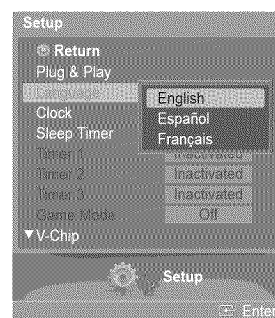 Setup
Return
Plug & Play
Language
English
Español
Français
Clock
Sleep Timer
Timer 1
Inactivated
Timer 2
Inactivated
Timer 3
Inactivated
Game Mode
Off
▼V-Chip
Setup
Enter